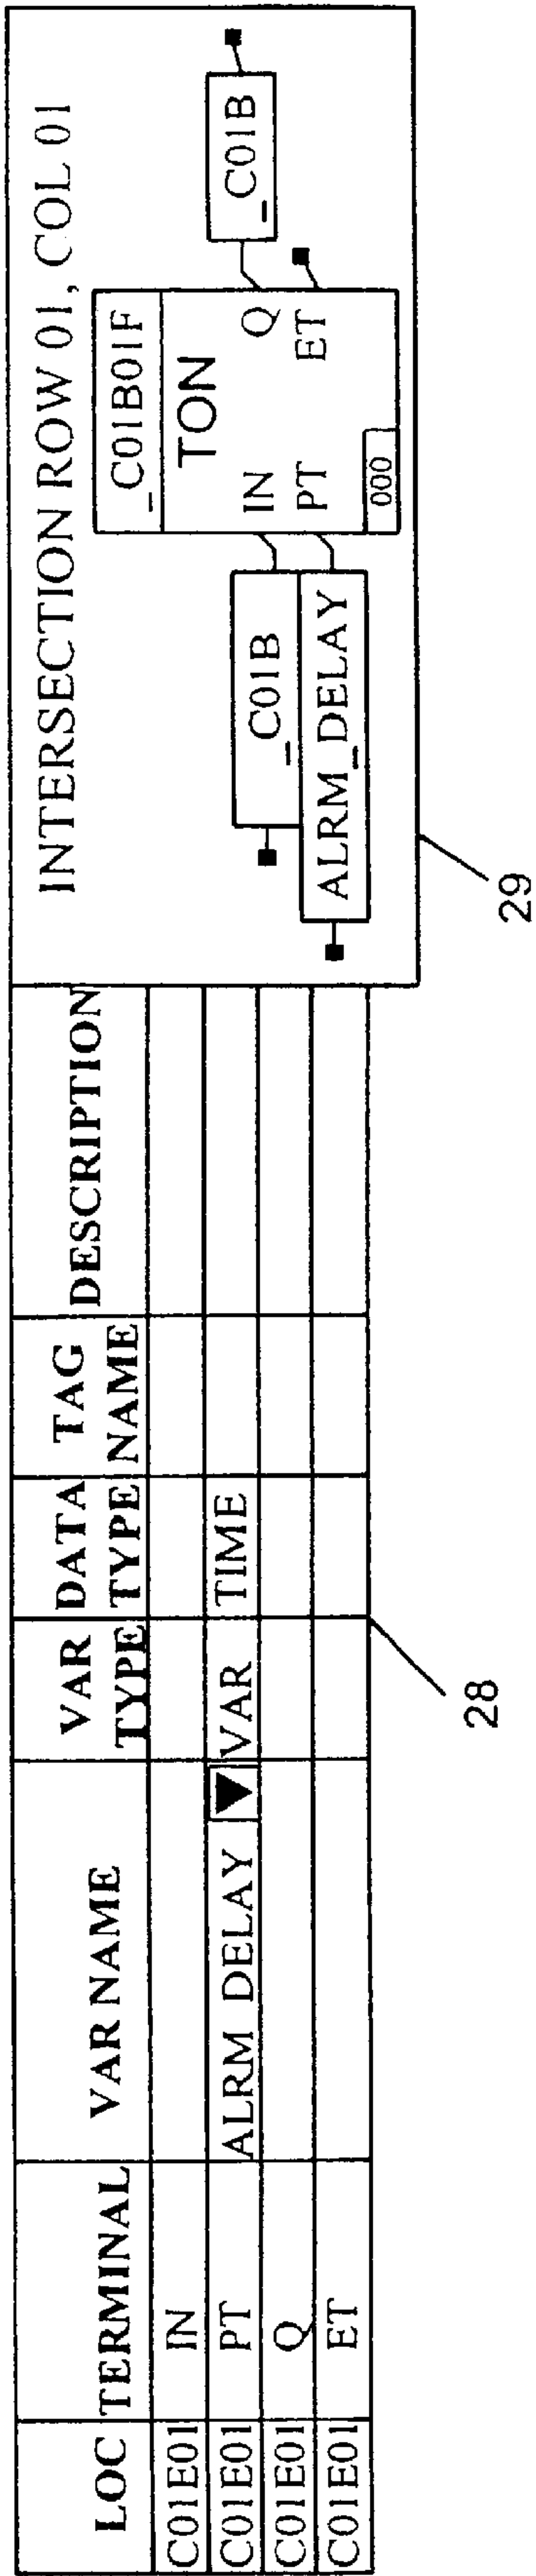 LOC TERMINAL VAR NAME VAR TYPE DATA TYPE TAG NAME DESCRIPTION
C01E01 IN
C01E01 PT ALRM DELAY VAR TIME
C01E01 Q
C01E01 ET
28
INTERSECTION ROW 01, COL 01
_C01B01F
TON
_C01B IN Q _C01B
ALRM_DELAY PT ET
000
29